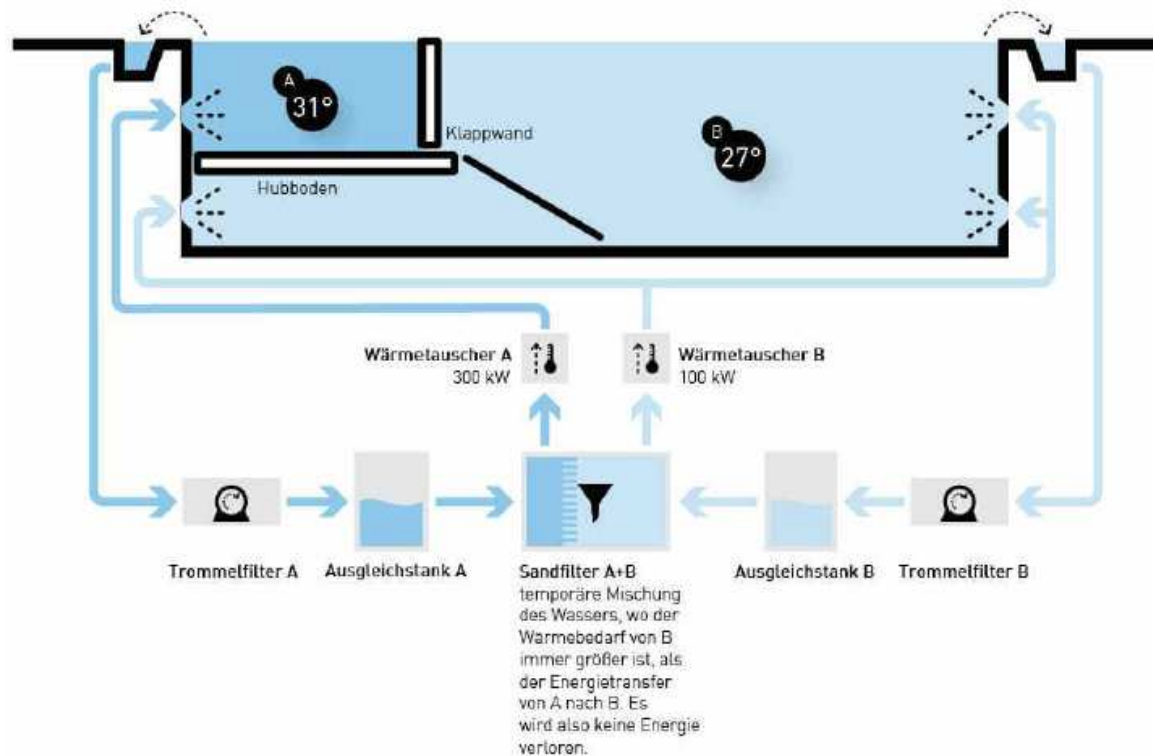 A
31°
Klappwand
B
27°
Hubboden
Wärmetauscher A
300 kW
Wärmetauscher B
100 kW
Trommelfilter A
Ausgleichstank A
Sandfilter A+B
temporäre Mischung
des Wassers, wo der
Wärmebedarf von B
immer größer ist, als
der Energietransfer
von A nach B. Es
wird also keine Energie
verloren.
Ausgleichstank B
Trommelfilter B